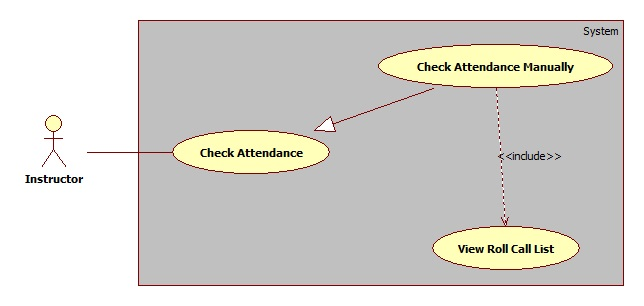 System
Check Attendance Manually
Check Attendance
<<include>>
Instructor
View Roll Call List